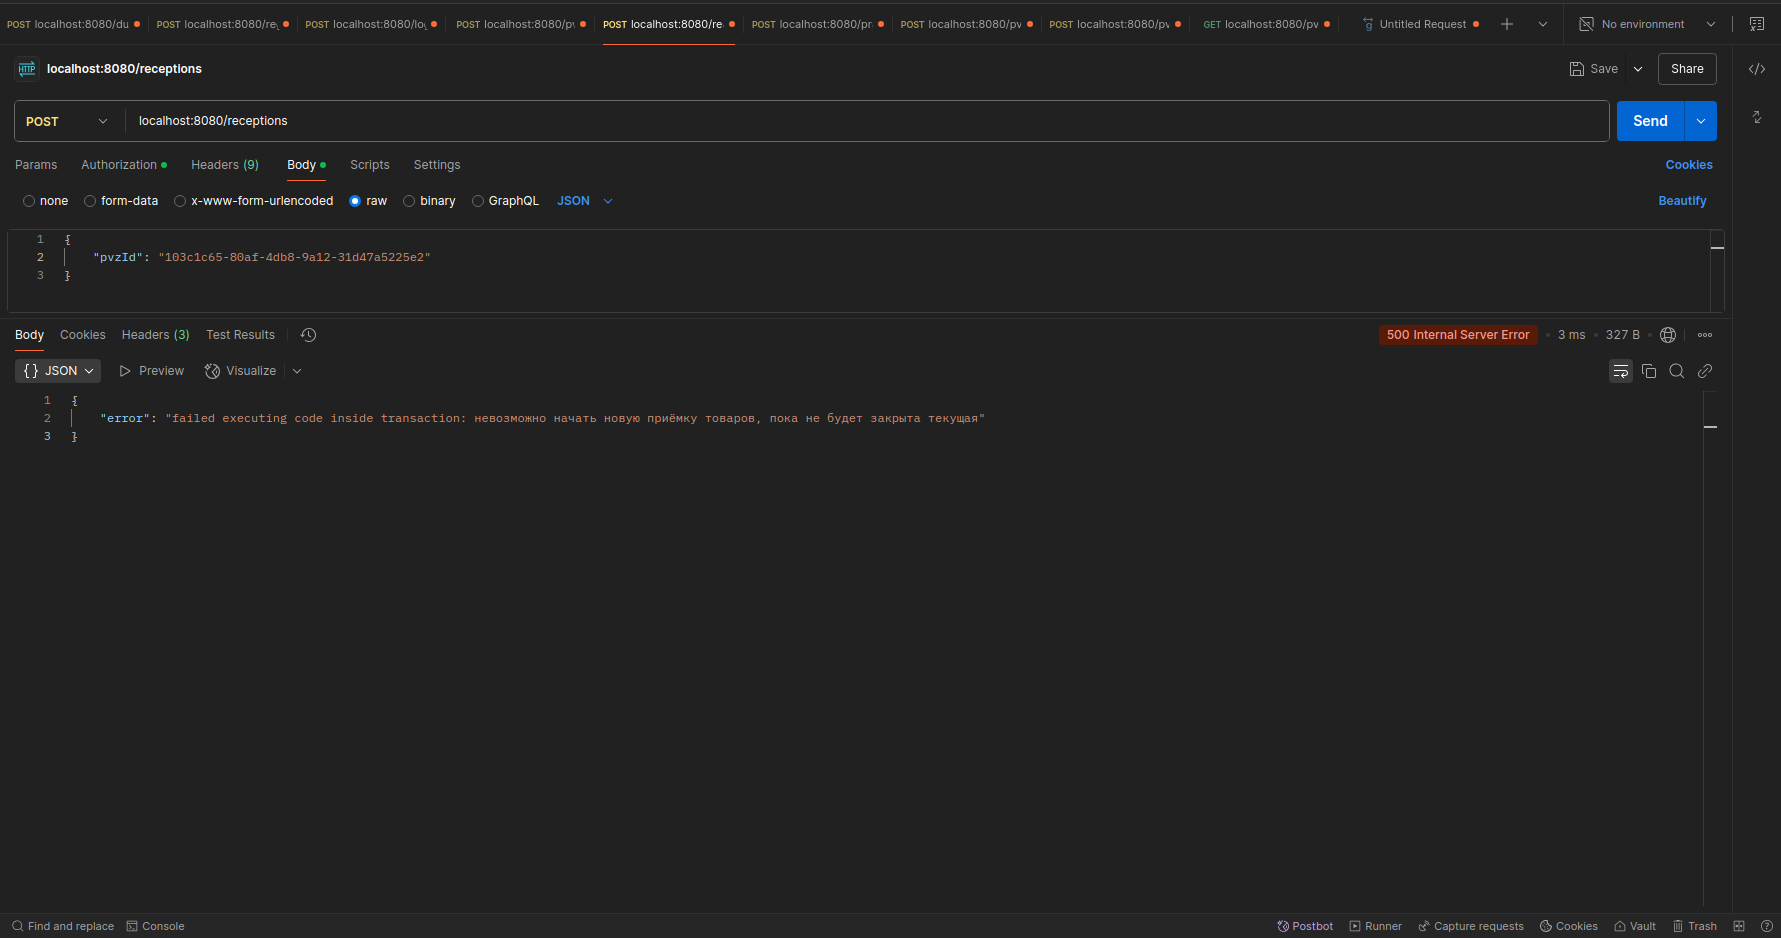 POST localhost:8080/du POST localhost:8080/re POST localhost:8080/lo POST localhost:8080/pv POST localhost:8080/re POST localhost:8080/pr POST localhost:8080/pv POST localhost:8080/pv GET localhost:8080/pv Untitled Request No environment
HTTP localhost:8080/receptions Save Share
POST localhost:8080/receptions Send
Params Authorization Headers (9) Body Scripts Settings Cookies
none form-data x-www-form-urlencoded raw binary GraphQL JSON Beautify
1 {
2 "pvzId": "103c1c65-80af-4db8-9a12-31d47a5225e2"
3 }
Body Cookies Headers (3) Test Results 500 Internal Server Error • 3 ms • 327 B
{} JSON Preview Visualize
1 {
2 "error": "failed executing code inside transaction: невозможно начать новую приёмку товаров, пока не будет закрыта текущая"
3 }
Find and replace Console Postbot Runner Capture requests Cookies Vault Trash